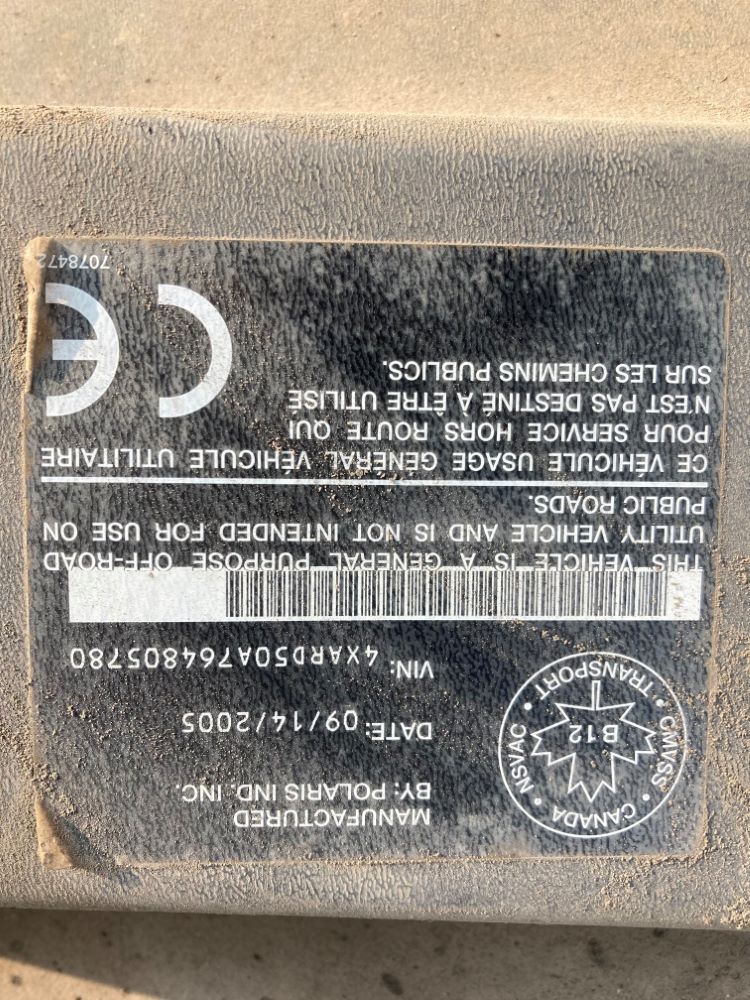 MANUFACTURED
BY: POLARIS IND. INC.
DATE: 09/14/2005
VIN: 4XARD50A764805780
CANADA • NSVAC • TRANSPORT • CMVSS •
B12
THIS VEHICLE IS A GENERAL PURPOSE OFF-ROAD
UTILITY VEHICLE AND IS NOT INTENDED FOR USE ON
PUBLIC ROADS.
CE VÉHICULE USAGE GÉNÉRAL VÉHICULE UTILITAIRE
POUR SERVICE HORS ROUTE QUI
N'EST PAS DESTINÉ À ÊTRE UTILISÉ
SUR LES CHEMINS PUBLICS.
CE
7078472